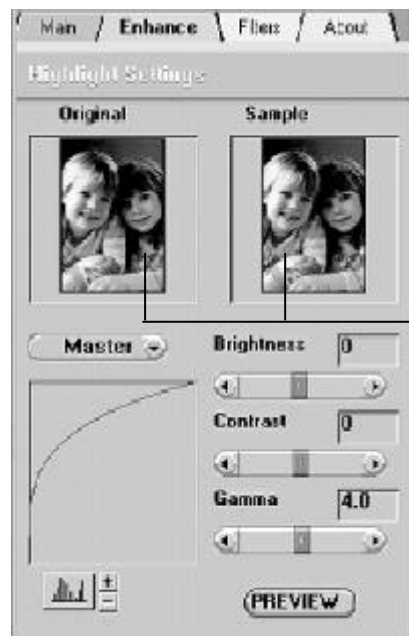 Main / Enhance \ Filters / About \
Highlight Settings
Original Sample
Master
Brightness 0
Contrast 0
Gamma 4.0
+
-
PREVIEW